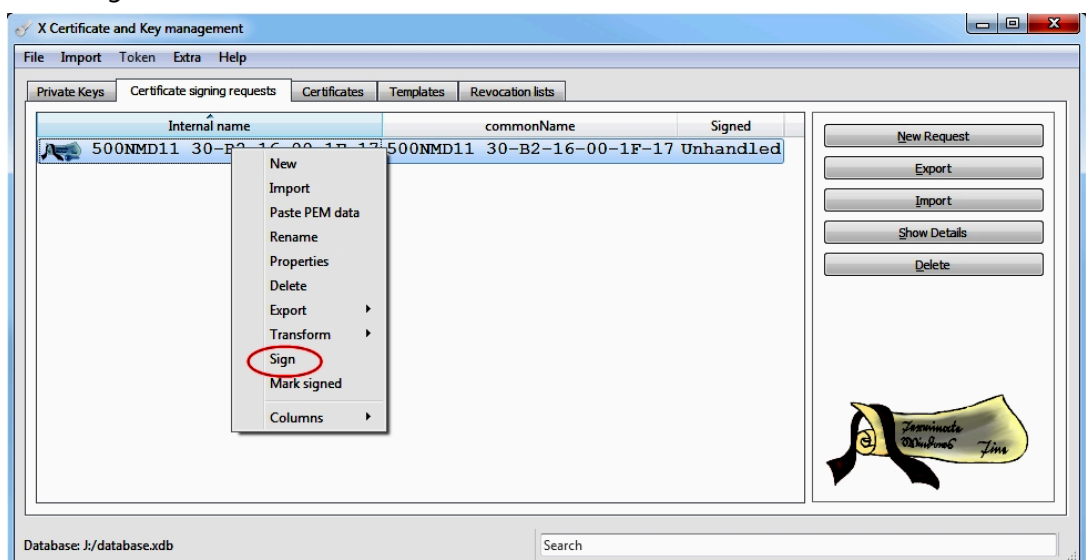 X Certificate and Key management
File Import Token Extra Help
Private Keys Certificate signing requests Certificates Templates Revocation lists
Internal name commonName Signed
500NMD11 30-B2-16-00-1F-17 500NMD11 30-B2-16-00-1F-17 Unhandled
New
Import
Paste PEM data
Rename
Properties
Delete
Export
Transform
Sign
Mark signed
Columns
New Request
Export
Import
Show Details
Delete
Database: J:/database.xdb
Search